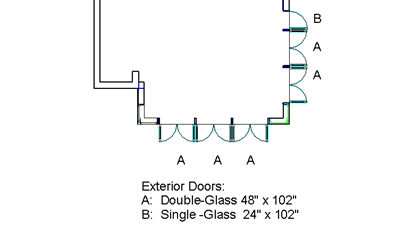 B
A
A
A A A
Exterior Doors:
A: Double-Glass 48" x 102"
B: Single -Glass 24" x 102"